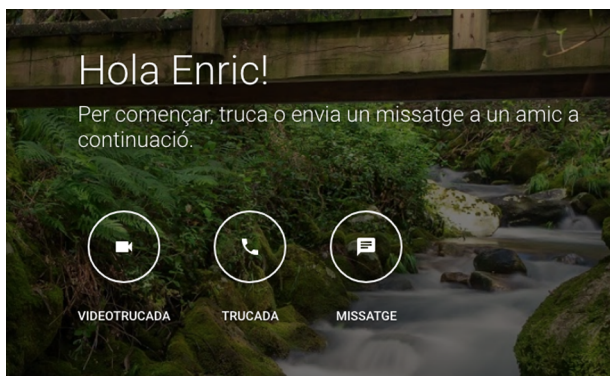 Hola Enric!
Per començar, truca o envia un missatge a un amic a
continuació.
VIDEOTRUCADA TRUCADA MISSATGE